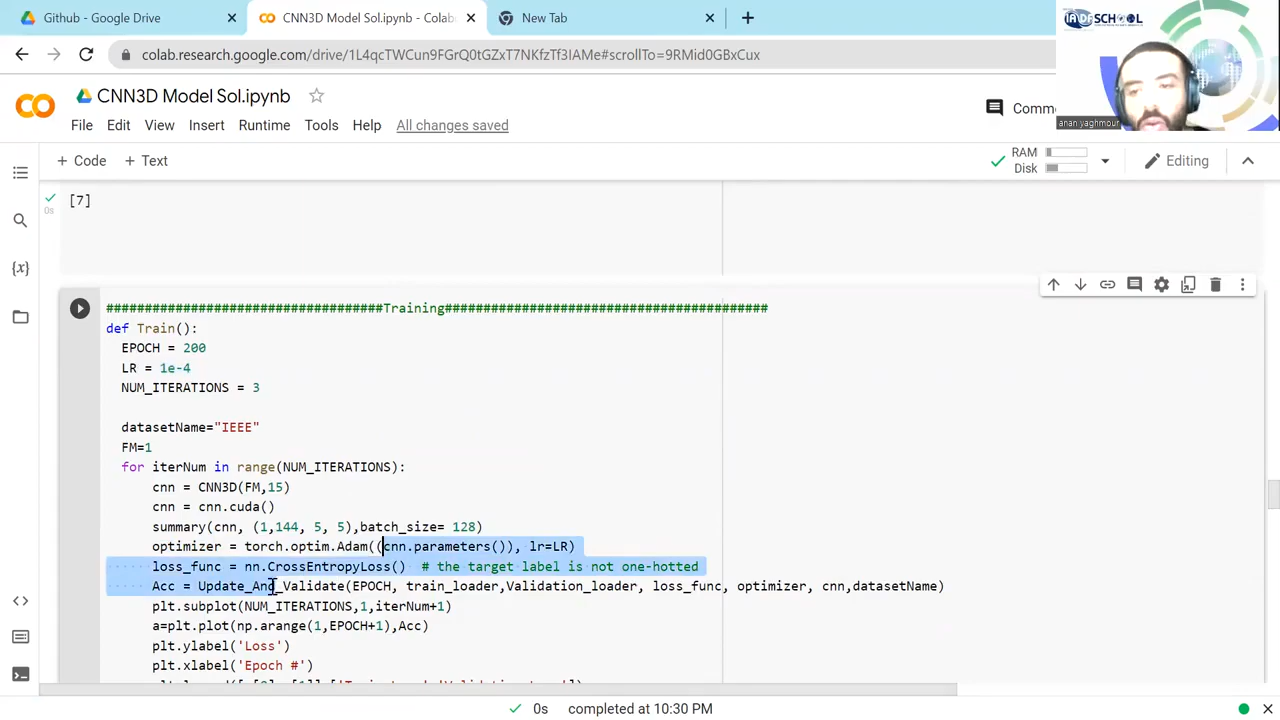 Github - Google Drive
CNN3D Model Sol.ipynb - Colab
New Tab
colab.research.google.com/drive/1L4qcTWCun9FGrQ0tGZxT7NKfzTf3IAMe#scrollTo=9RMid0GBxCux
IADFSCHOOL
anan yaghmour
CNN3D Model Sol.ipynb
File Edit View Insert Runtime Tools Help All changes saved
+ Code + Text
RAM
Disk
Editing
[7]
0s
###################################Training##########################################
def Train():
EPOCH = 200
LR = 1e-4
NUM_ITERATIONS = 3
datasetName="IEEE"
FM=1
for iterNum in range(NUM_ITERATIONS):
cnn = CNN3D(FM,15)
cnn = cnn.cuda()
summary(cnn, (1,144, 5, 5),batch_size= 128)
optimizer = torch.optim.Adam((cnn.parameters()), lr=LR)
loss_func = nn.CrossEntropyLoss() # the target label is not one-hotted
Acc = Update_And_Validate(EPOCH, train_loader,Validation_loader, loss_func, optimizer, cnn,datasetName)
plt.subplot(NUM_ITERATIONS,1,iterNum+1)
a=plt.plot(np.arange(1,EPOCH+1),Acc)
plt.ylabel('Loss')
plt.xlabel('Epoch #')
0s completed at 10:30 PM